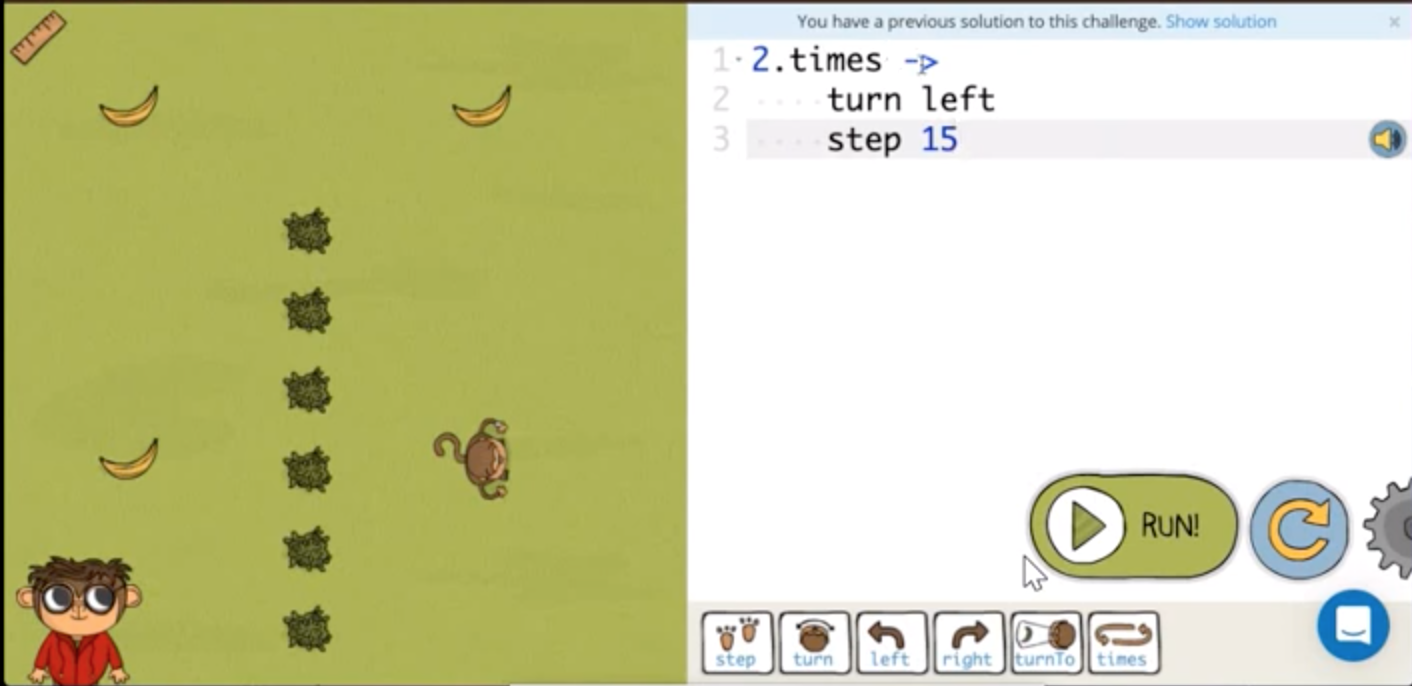 You have a previous solution to this challenge. Show solution ×
1 2.times ->
2 turn left
3 step 15
RUN!
step turn left right turnTo times